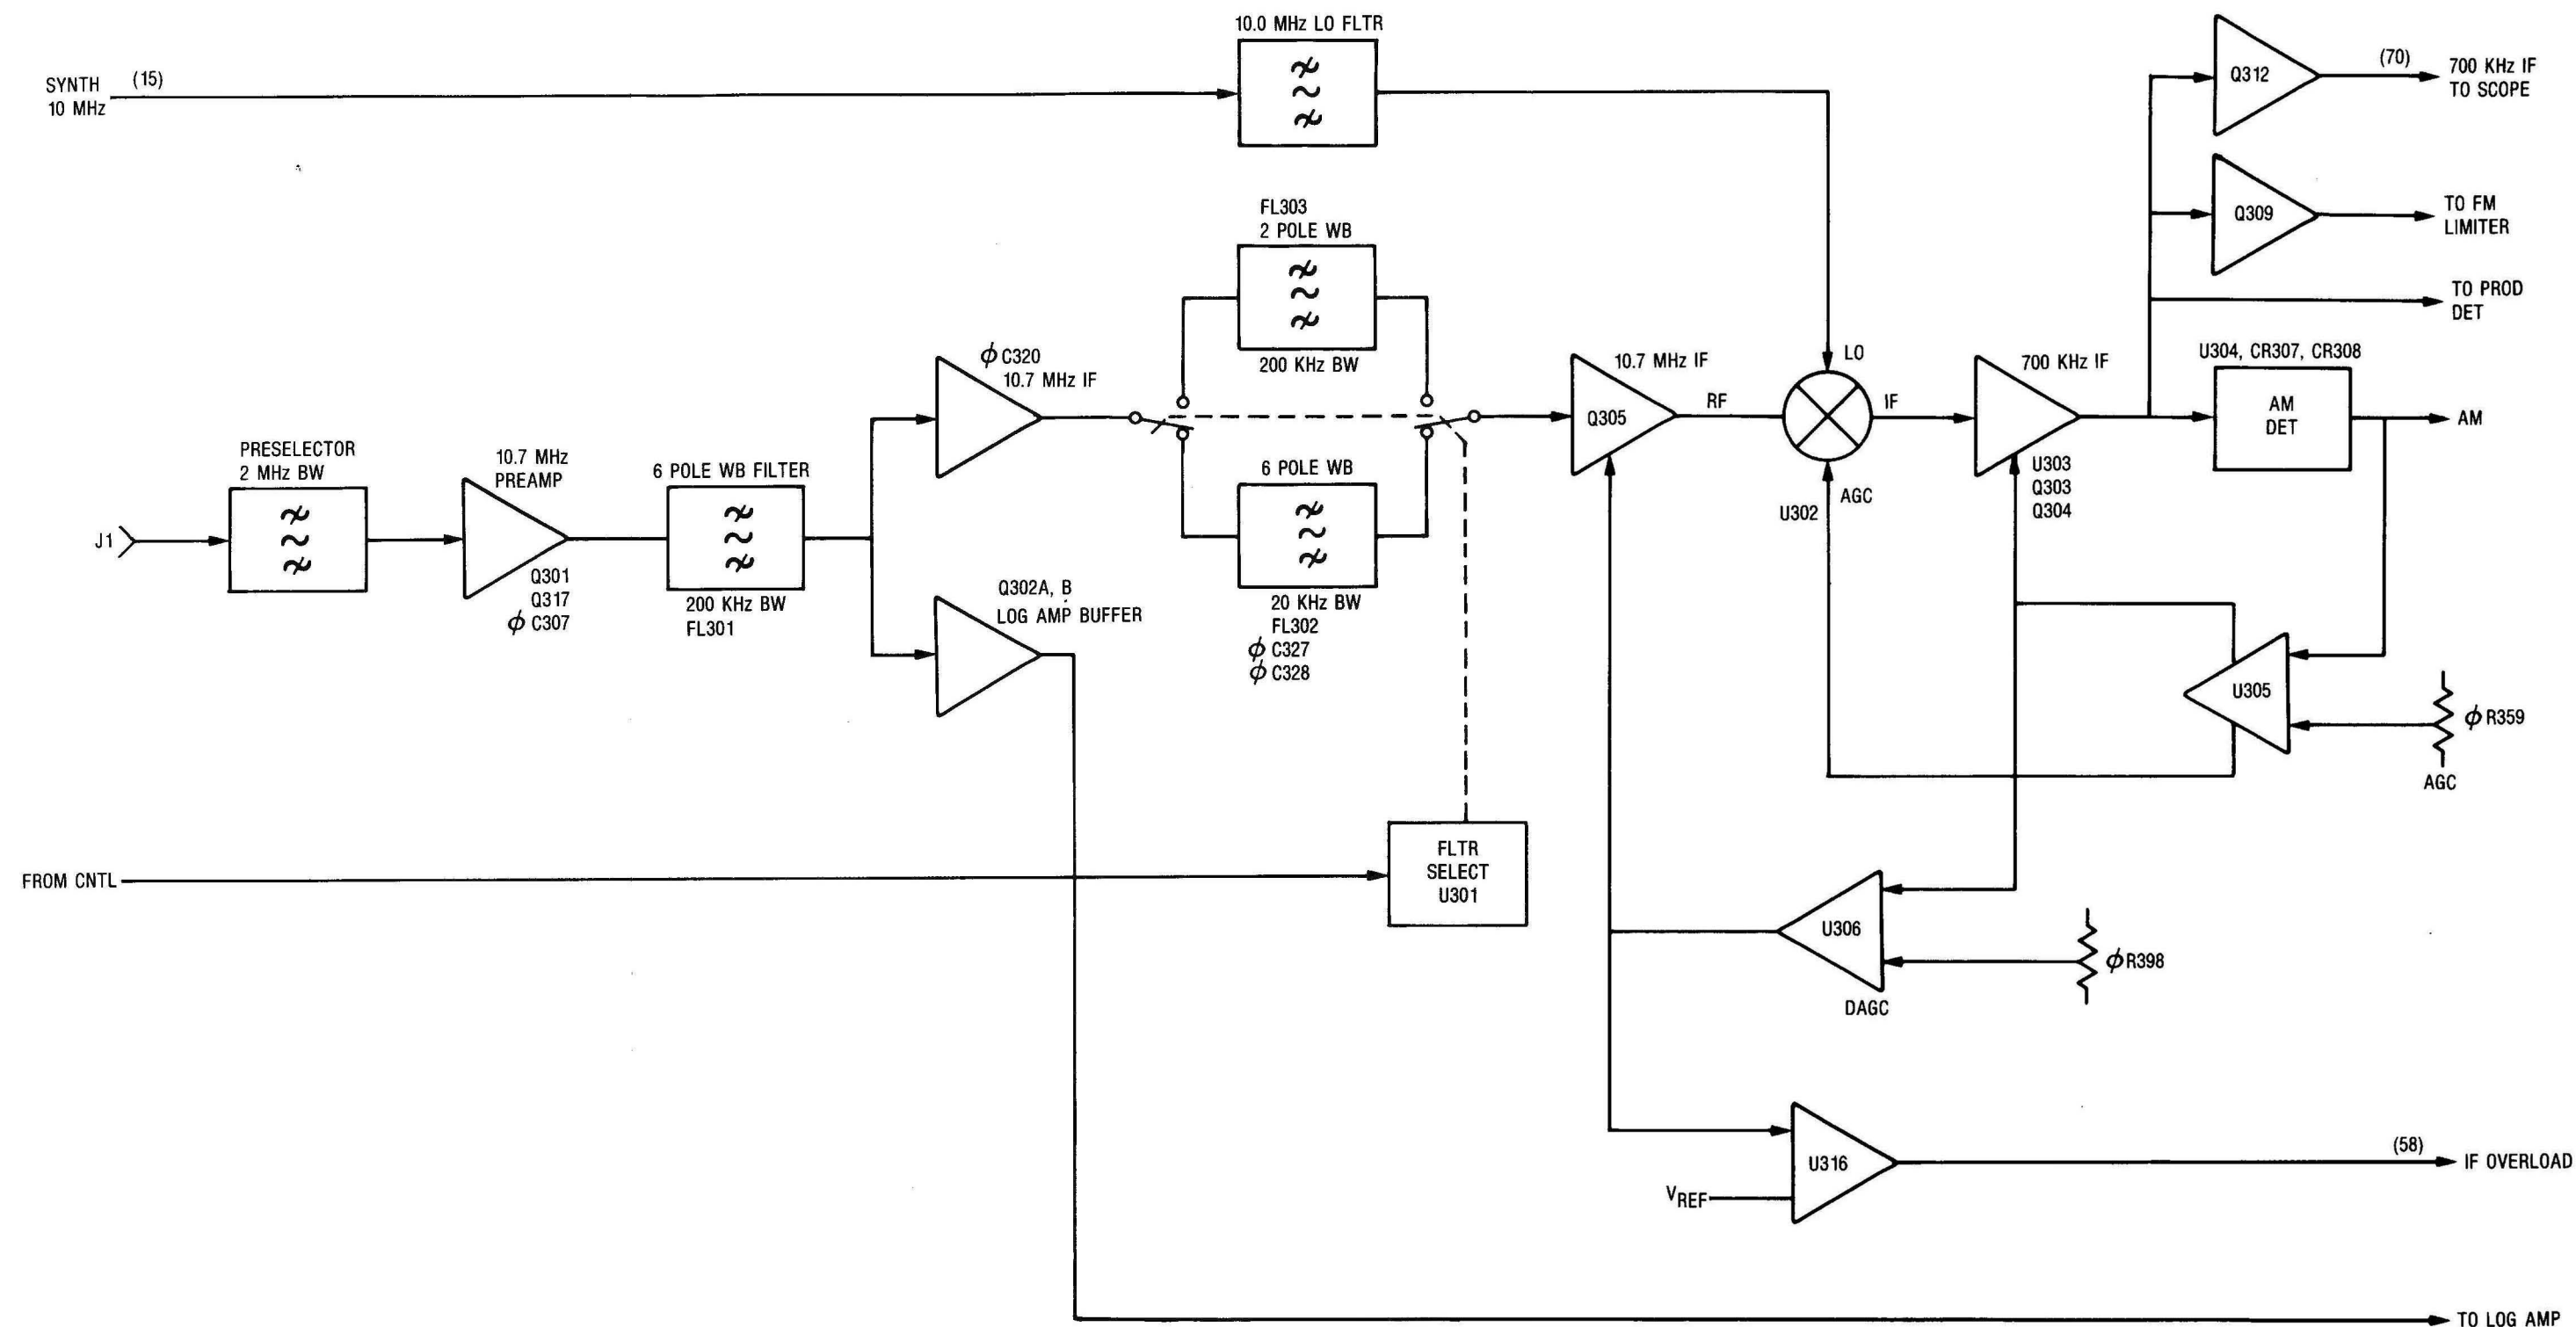 10.0 MHz LO FLTR
SYNTH
10 MHz
(15)
Q312
(70)
700 KHz IF
TO SCOPE
Q309
TO FM
LIMITER
TO PROD
DET
FL303
2 POLE WB
200 KHz BW
LO
ϕ C320
10.7 MHz IF
10.7 MHz IF
Q305
RF
IF
AGC
U302
700 KHz IF
U303
Q303
Q304
U304, CR307, CR308
AM
DET
AM
PRESELECTOR
2 MHz BW
J1
10.7 MHz
PREAMP
Q301
Q317
ϕ C307
6 POLE WB FILTER
200 KHz BW
FL301
Q302A, B
LOG AMP BUFFER
6 POLE WB
20 KHz BW
FL302
ϕ C327
ϕ C328
U305
ϕ R359
AGC
FROM CNTL
FLTR
SELECT
U301
U306
ϕ R398
DAGC
U316
VREF
(58)
IF OVERLOAD
TO LOG AMP